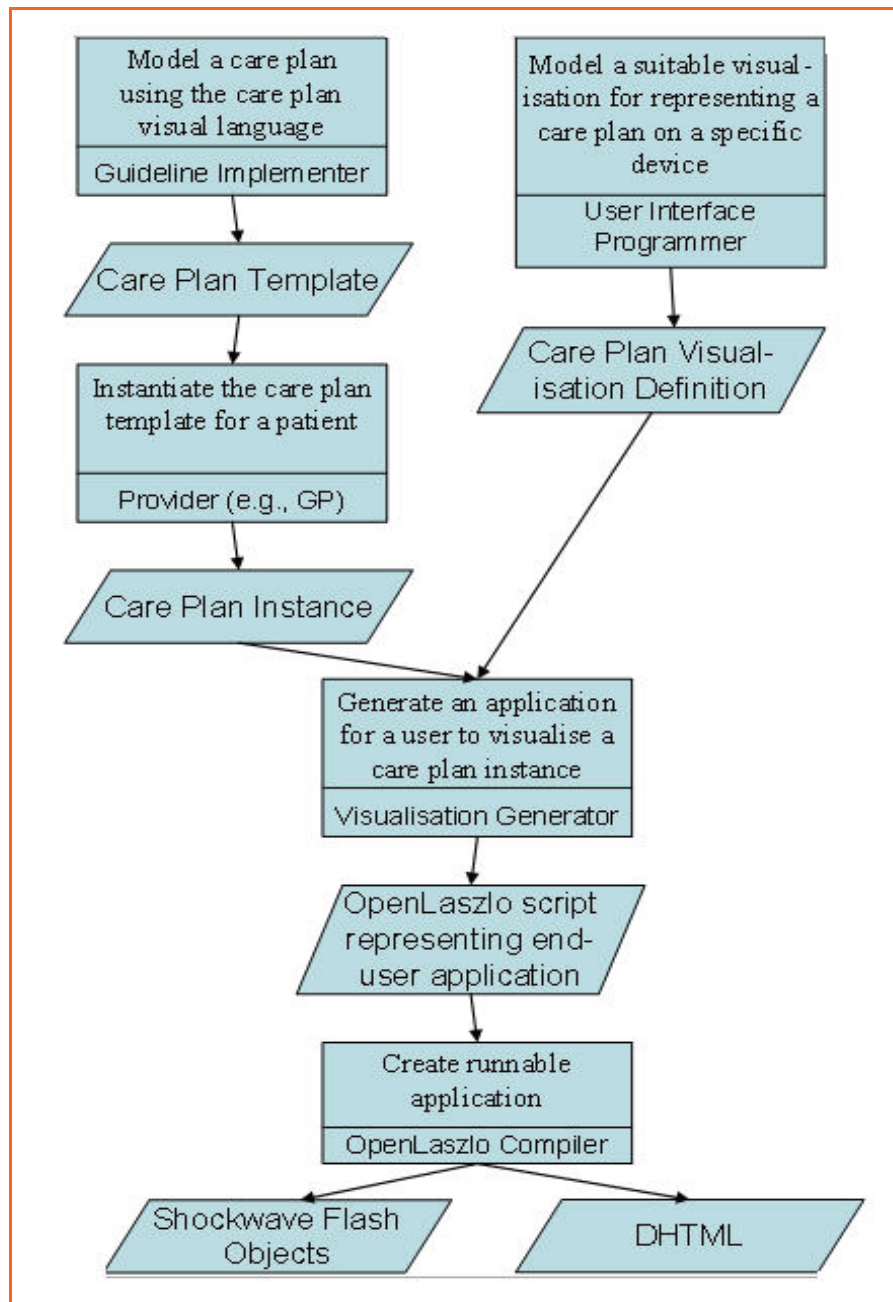 Model a care plan
using the care plan
visual language
Guideline Implementer
Care Plan Template
Instantiate the care plan
template for a patient
Provider (e.g., GP)
Care Plan Instance
Model a suitable visual-
isation for representing a
care plan on a specific
device
User Interface
Programmer
Care Plan Visual-
isation Definition
Generate an application
for a user to visualise a
care plan instance
Visualisation Generator
OpenLaszlo script
representing end-
user application
Create runnable
application
OpenLaszlo Compiler
Shockwave Flash
Objects
DHTML